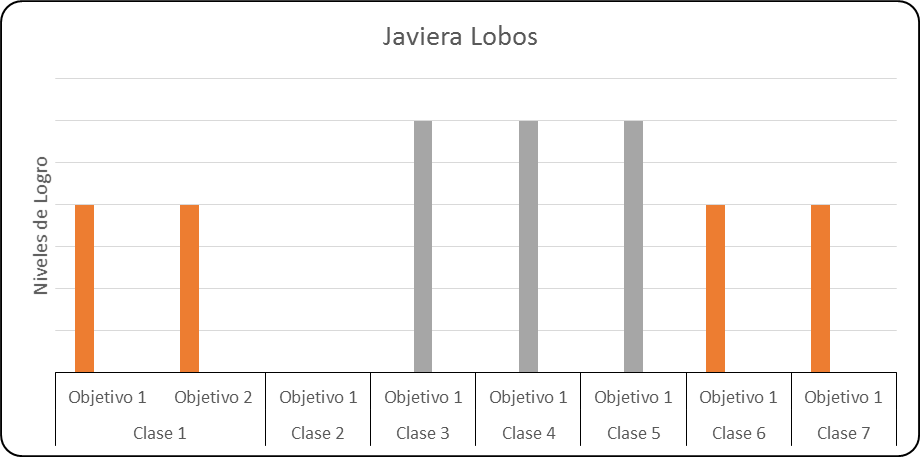 Javiera Lobos
Niveles de Logro
Objetivo 1 Objetivo 2 Objetivo 1 Objetivo 1 Objetivo 1 Objetivo 1 Objetivo 1 Objetivo 1
Clase 1 Clase 2 Clase 3 Clase 4 Clase 5 Clase 6 Clase 7